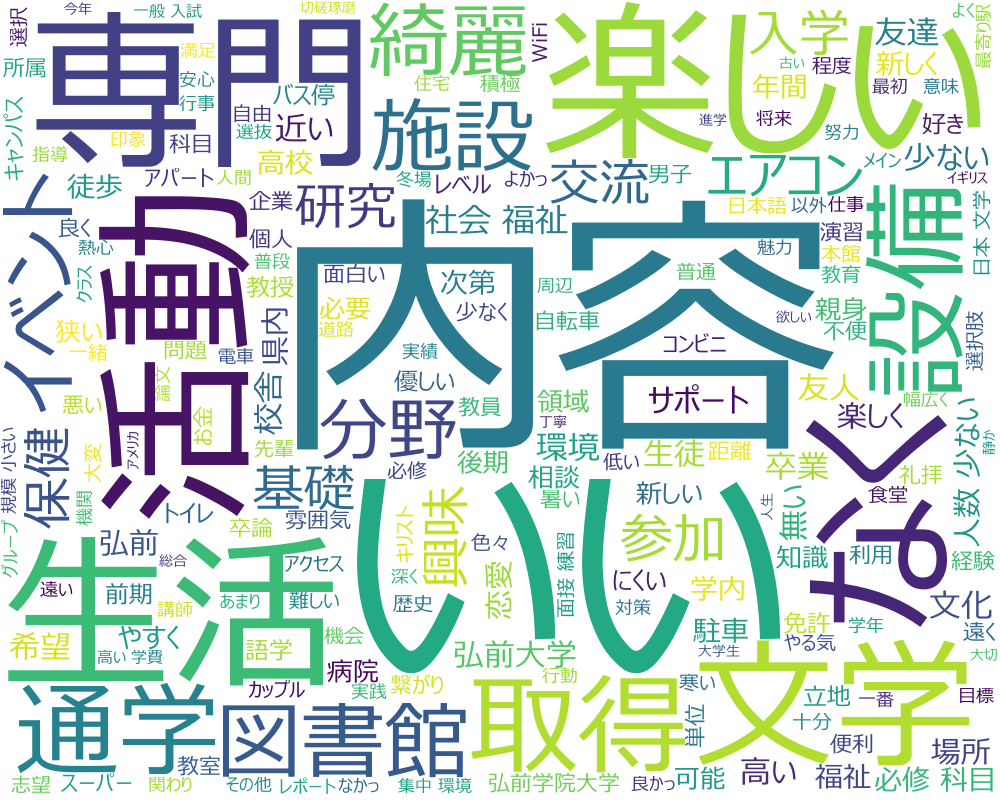 今年
一般 入試
切磋琢磨
選択
満足
所属
専門
安心
行事
キャンパス
印象
指導
科目
アパート
人間
徒歩
綺麗
WiFi
バス停
住宅
積極
自由
選抜
近い
高校
施設
冬場
レベル
よかっ
楽しい
入学
友達
よく
最寄り駅
年間
古い
程度
新しく
最初
意味
進学
将来
努力
好き
交流
男子
エアコン
メイン
少ない
イギリス
イベント
良く
熱心
クラス
活動
企業
個人
普段
教授
研究
社会 福祉
内容
面白い
必要
道路
次第
少なく
周辺
自転車
普通
日本語
以外
仕事
魅力
演習
本館
教育
欲しい
親身
不便
設備
日本 文学
選択肢
狭い
一緒
問題
電車
県内
実績
優しい
コンビニ
サポート
友人
楽しく
幅広く
静か
悪い
論文
お金
校舎
先輩
分野
教員
丁寧
領域
環境
低い
生徒
距離
卒業
礼拝
食堂
人数 少ない
規模 小さい
保健
大変
アメリカ
機関
グループ
トイレ
卒論
基礎
雰囲気
必修
後期
相談
暑い
新しい
人生
無い
知識
利用
経験
なく
弘前
総合
アクセス
キリスト
興味
色々
いい
面接 練習
参加
にくい
対策
学内
免許
やる気
学年
文化
遠く
大切
生活
遠い
前期
講師
あまり
難しい
深く
歴史
恋愛
希望
やすく
高い 学費
語学
機会
病院
カップル
繋がり
実践
弘前大学
行動
駐車
大学生
寒い
立地
一番
目標
十分
文学
通学
図書館
取得
単位
便利
場所
志望
スーパー
教室
関わり
その他
レポート
なかっ
集中 環境
弘前学院大学
良かっ
可能
高い
福祉
必修 科目